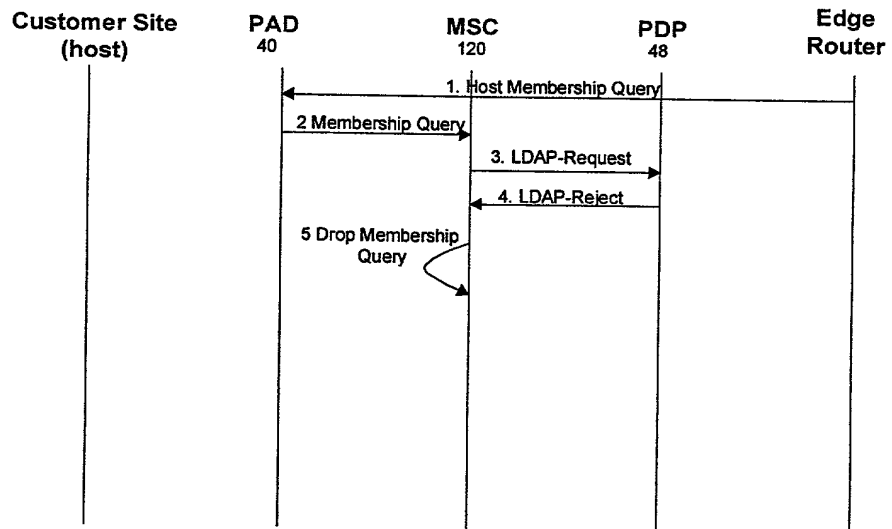 Customer Site
(host)
PAD
40
MSC
120
PDP
48
Edge
Router
1. Host Membership Query
2 Membership Query
3. LDAP-Request
4. LDAP-Reject
5 Drop Membership
Query